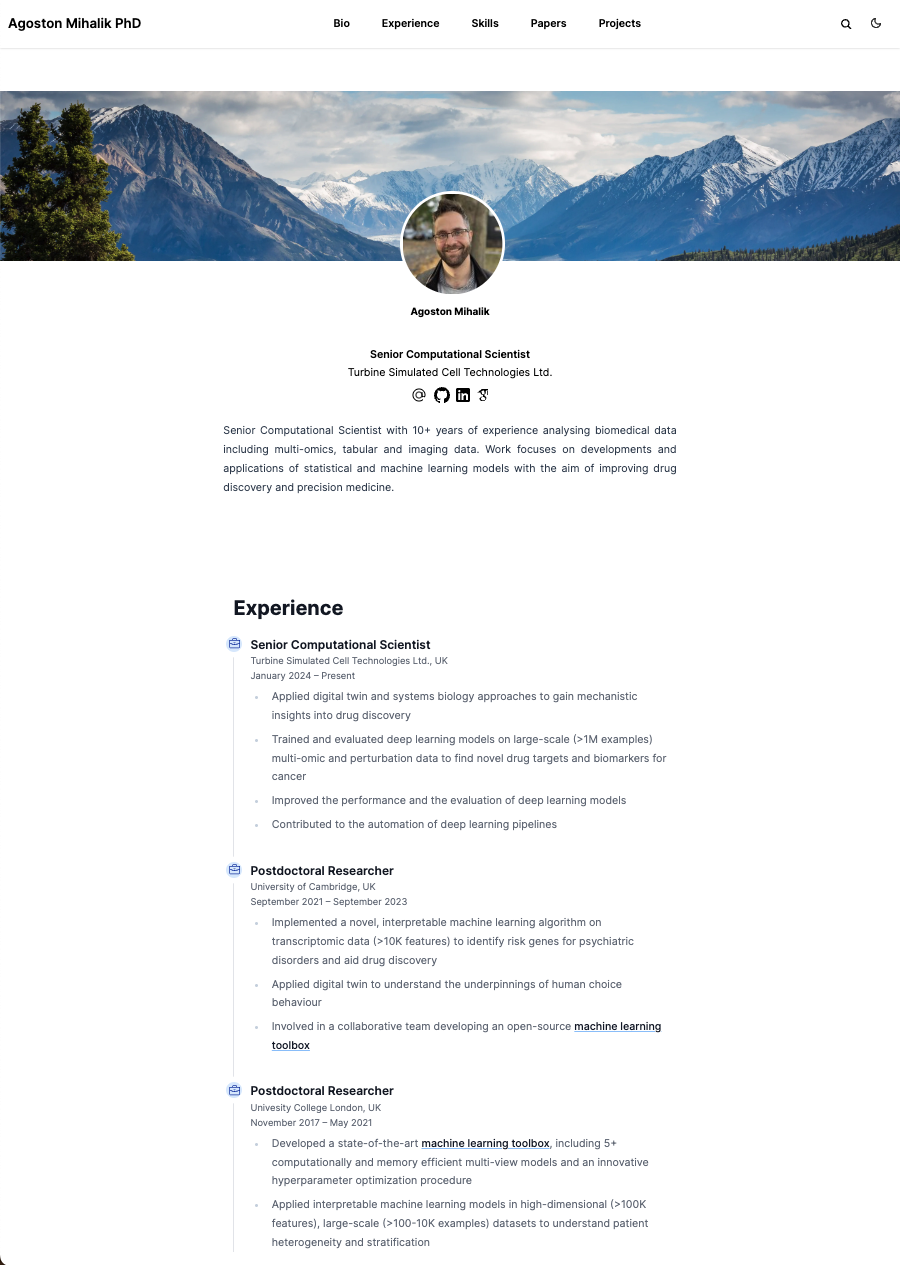 Agoston Mihalik PhD
Bio
Experience
Skills
Papers
Projects
Agoston Mihalik
Senior Computational Scientist
Turbine Simulated Cell Technologies Ltd.
Senior Computational Scientist with 10+ years of experience analysing biomedical data
including multi-omics, tabular and imaging data. Work focuses on developments and
applications of statistical and machine learning models with the aim of improving drug
discovery and precision medicine.
Experience
Senior Computational Scientist
Turbine Simulated Cell Technologies Ltd., UK
January 2024 – Present
Applied digital twin and systems biology approaches to gain mechanistic
insights into drug discovery
Trained and evaluated deep learning models on large-scale (>1M examples)
multi-omic and perturbation data to find novel drug targets and biomarkers for
cancer
Improved the performance and the evaluation of deep learning models
Contributed to the automation of deep learning pipelines
Postdoctoral Researcher
University of Cambridge, UK
September 2021 – September 2023
Implemented a novel, interpretable machine learning algorithm on
transcriptomic data (>10K features) to identify risk genes for psychiatric
disorders and aid drug discovery
Applied digital twin to understand the underpinnings of human choice
behaviour
Involved in a collaborative team developing an open-source machine learning
toolbox
Postdoctoral Researcher
Univesity College London, UK
November 2017 – May 2021
Developed a state-of-the-art machine learning toolbox, including 5+
computationally and memory efficient multi-view models and an innovative
hyperparameter optimization procedure
Applied interpretable machine learning models in high-dimensional (>100K
features), large-scale (>100-10K examples) datasets to understand patient
heterogeneity and stratification